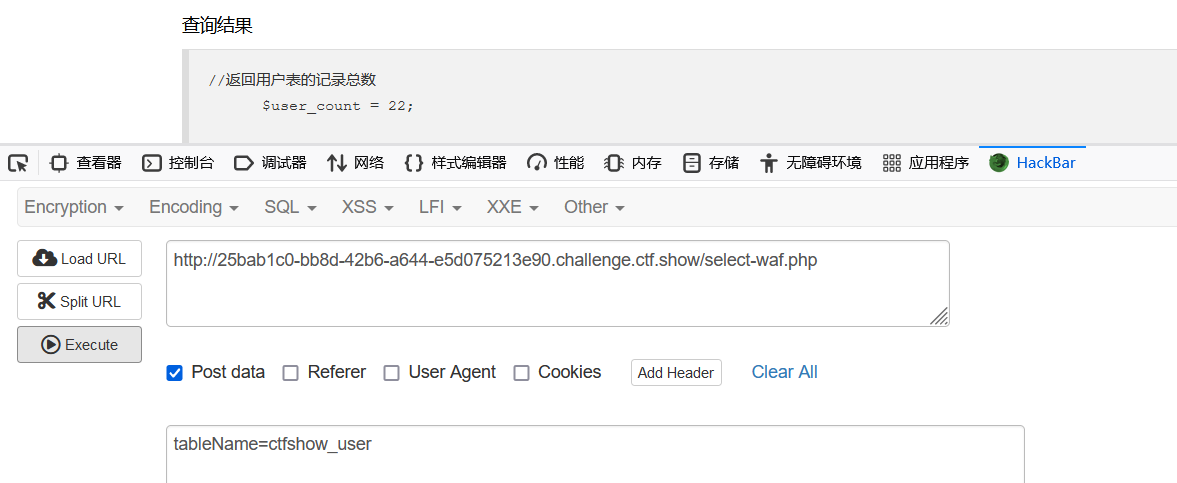 查询结果
//返回用户表的记录总数
$user_count = 22;
查看器 控制台 调试器 网络 样式编辑器 性能 内存 存储 无障碍环境 应用程序 HackBar
Encryption Encoding SQL XSS LFI XXE Other
Load URL
http://25bab1c0-bb8d-42b6-a644-e5d075213e90.challenge.ctf.show/select-waf.php
Split URL
Execute
Post data Referer User Agent Cookies Add Header Clear All
tableName=ctfshow_user